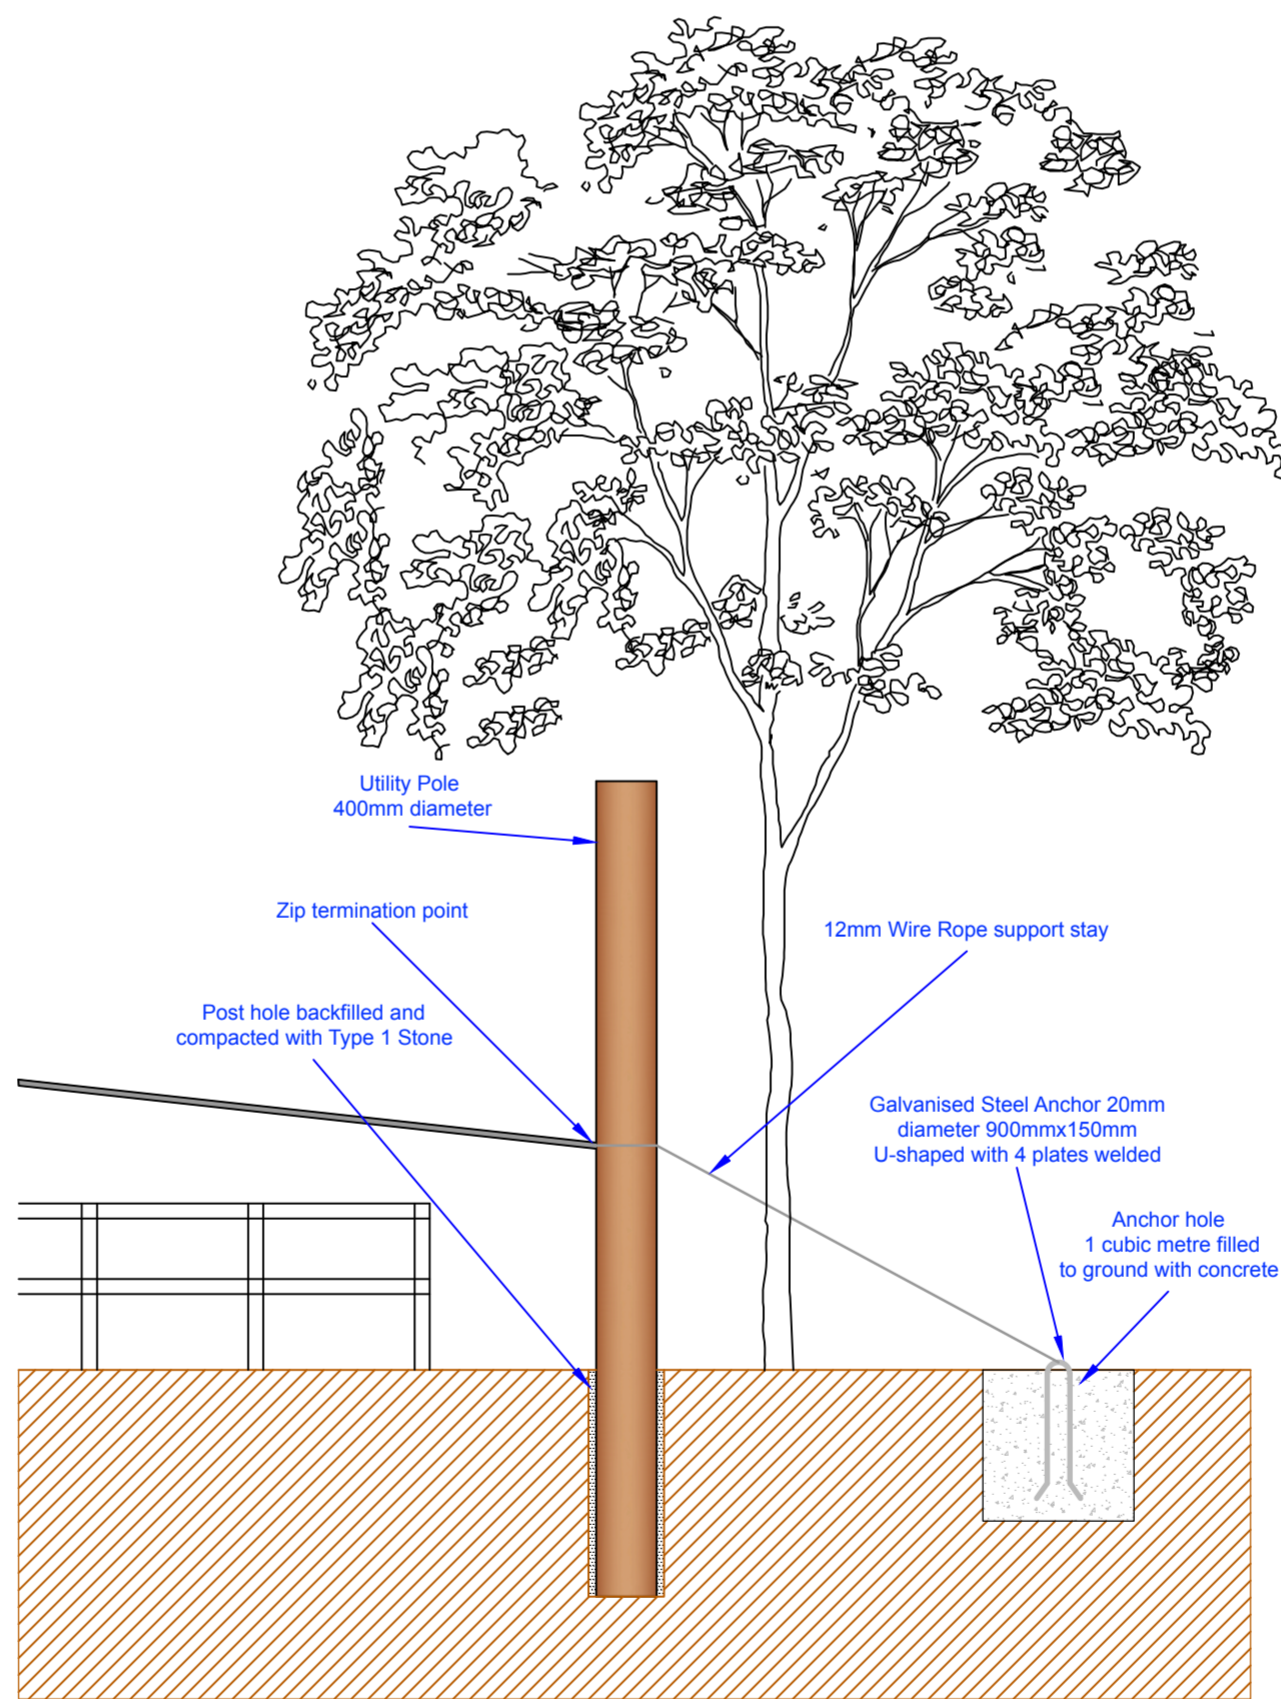 Utility Pole
400mm diameter
Zip termination point
12mm Wire Rope support stay
Post hole backfilled and
compacted with Type 1 Stone
Galvanised Steel Anchor 20mm
diameter 900mmx150mm
U-shaped with 4 plates welded
Anchor hole
1 cubic metre filled
to ground with concrete